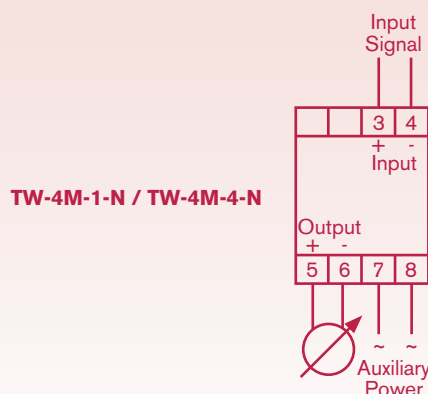 Input
Signal
3 4
+ -
Input
TW-4M-1-N / TW-4M-4-N
Output
+ -
5 6 7 8
~ ~
Auxiliary
Power